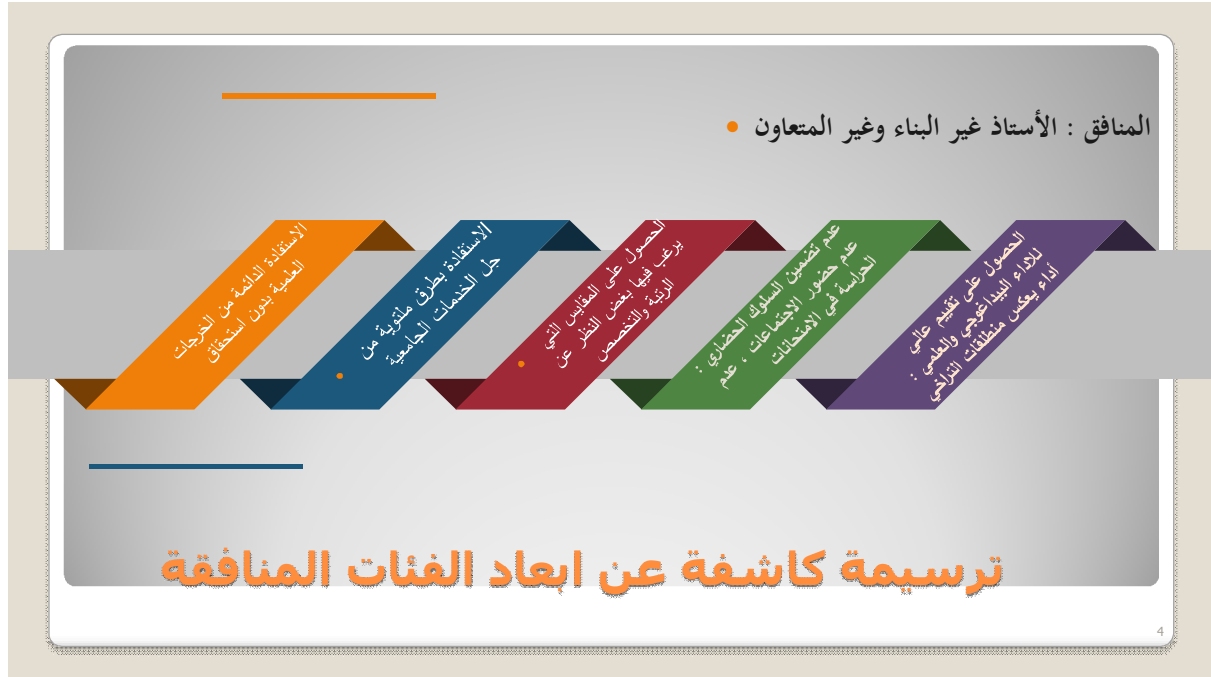 المنافق : الأستاذ غير البناء وغير المتعاون
الحصول على تقييم عالي
للاداء البيداغوجي والعلمي :
أداء يعكس منطلقات التراخي
عدم تضمين السلوك الحضاري :
عدم حضور الاجتماعات ، عدم
الحراسة في الامتحانات
الحصول على المقايس التي
يرغب فيها بغض النظر عن
الرتبة والتخصص
الاستفادة بطرق ملتوية من
جل الخدمات الجامعية
الاستفادة الدائمة من الخرجات
العلمية بدون استحقاق
ترسيمة كاشفة عن ابعاد الفئات المنافقة
4